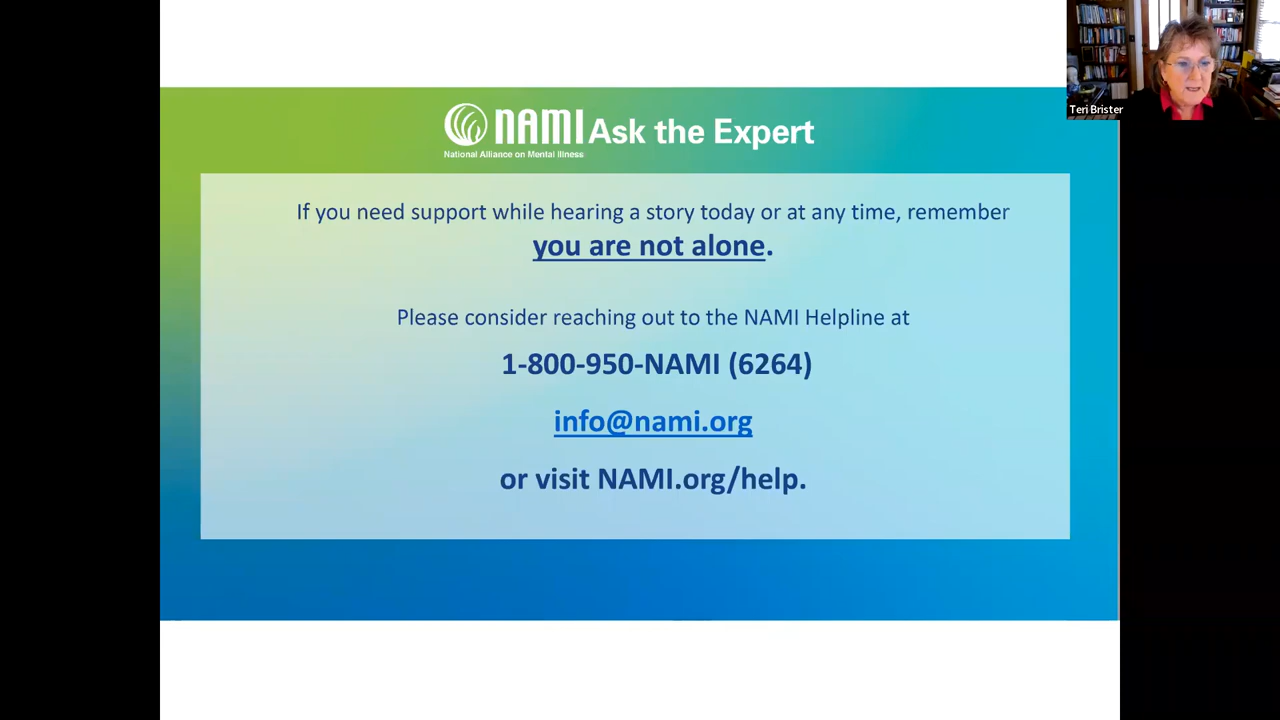 NAMI Ask the Expert
National Alliance on Mental Illness
Teri Brister
If you need support while hearing a story today or at any time, remember
you are not alone.
Please consider reaching out to the NAMI Helpline at
1-800-950-NAMI (6264)
info@nami.org
or visit NAMI.org/help.